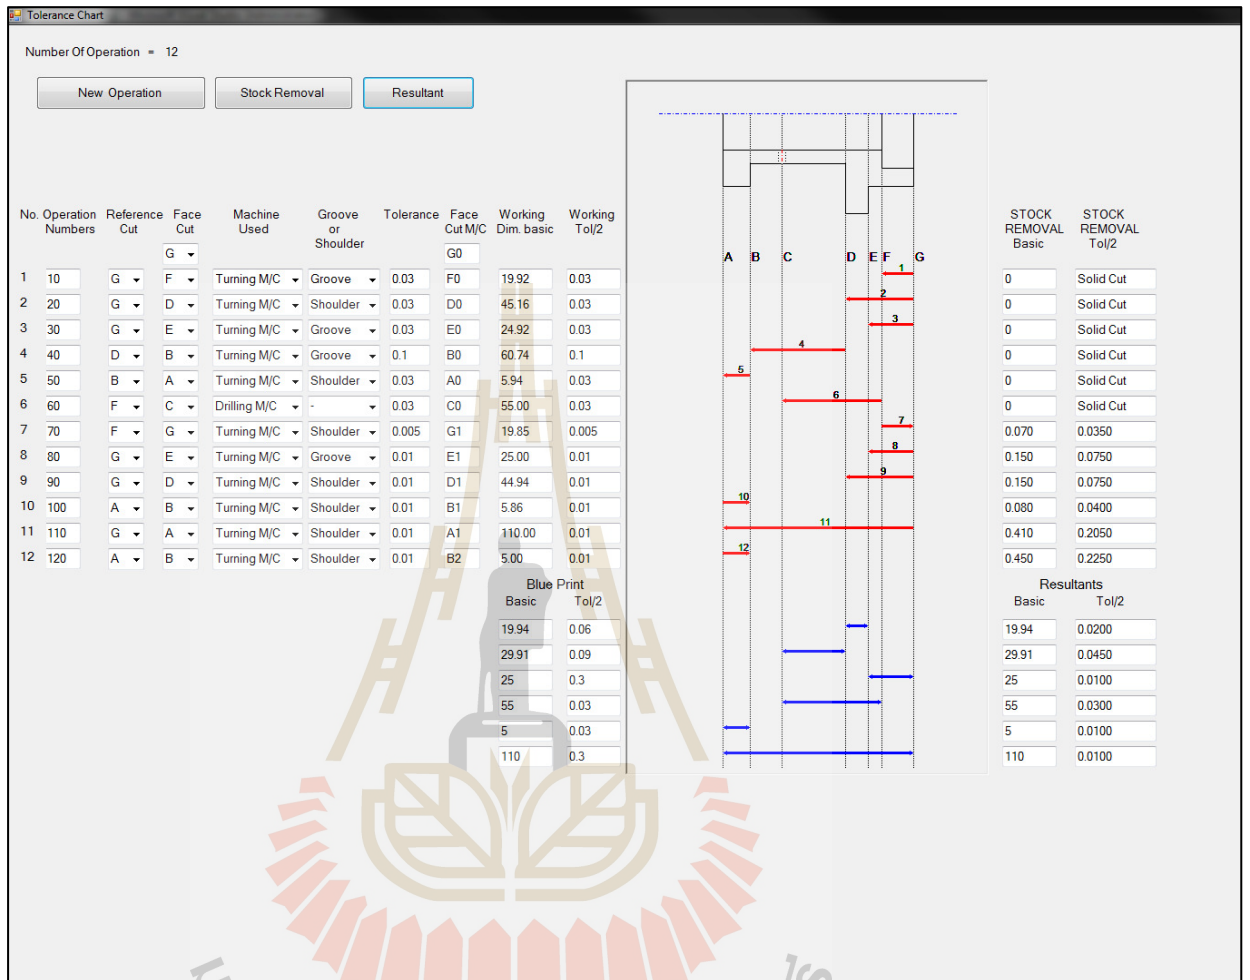 Tolerance Chart
Number Of Operation = 12
New Operation Stock Removal Resultant
No. Operation Numbers Reference Cut Face Cut Machine Used Groove or Shoulder Tolerance Face Cut M/C Working Dim. basic Working Tol/2 STOCK REMOVAL Basic STOCK REMOVAL Tol/2
G G0
A B C D E F G
1 10 G F Turning M/C Groove 0.03 F0 19.92 0.03 1 0 Solid Cut
2 20 G D Turning M/C Shoulder 0.03 D0 45.16 0.03 2 0 Solid Cut
3 30 G E Turning M/C Groove 0.03 E0 24.92 0.03 3 0 Solid Cut
4 40 D B Turning M/C Groove 0.1 B0 60.74 0.1 4 0 Solid Cut
5 50 B A Turning M/C Shoulder 0.03 A0 5.94 0.03 5 0 Solid Cut
6 60 F C Drilling M/C - 0.03 C0 55.00 0.03 6 0 Solid Cut
7 70 F G Turning M/C Shoulder 0.005 G1 19.85 0.005 7 0.070 0.0350
8 80 G E Turning M/C Groove 0.01 E1 25.00 0.01 8 0.150 0.0750
9 90 G D Turning M/C Shoulder 0.01 D1 44.94 0.01 9 0.150 0.0750
10 100 A B Turning M/C Shoulder 0.01 B1 5.86 0.01 10 0.080 0.0400
11 110 G A Turning M/C Shoulder 0.01 A1 110.00 0.01 11 0.410 0.2050
12 120 A B Turning M/C Shoulder 0.01 B2 5.00 0.01 12 0.450 0.2250
Blue Print Resultants
Basic Tol/2 Basic Tol/2
19.94 0.06 19.94 0.0200
29.91 0.09 29.91 0.0450
25 0.3 25 0.0100
55 0.03 55 0.0300
5 0.03 5 0.0100
110 0.3 110 0.0100